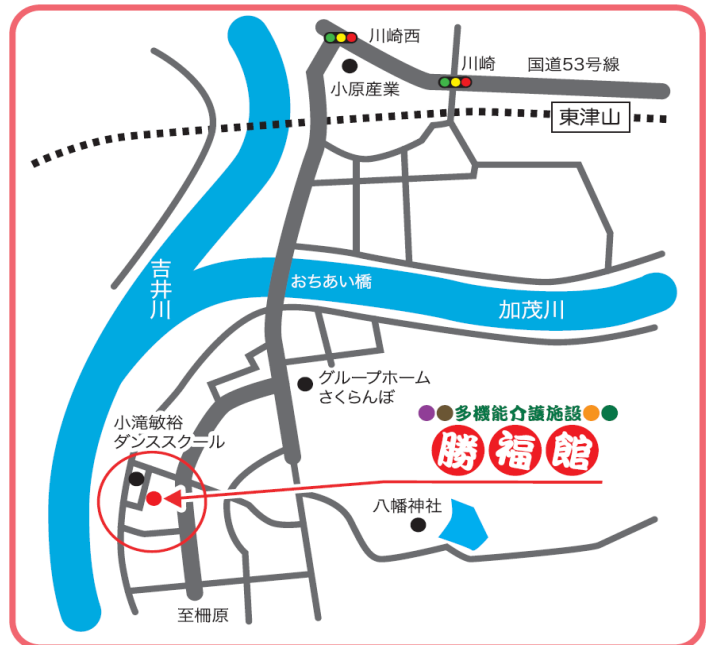 川崎西
川崎
国道53号線
小原産業
東津山
吉井川
おちあい橋
加茂川
グループホーム
さくらんぼ
多機能介護施設
勝福館
小滝敏裕
ダンススクール
八幡神社
至柵原